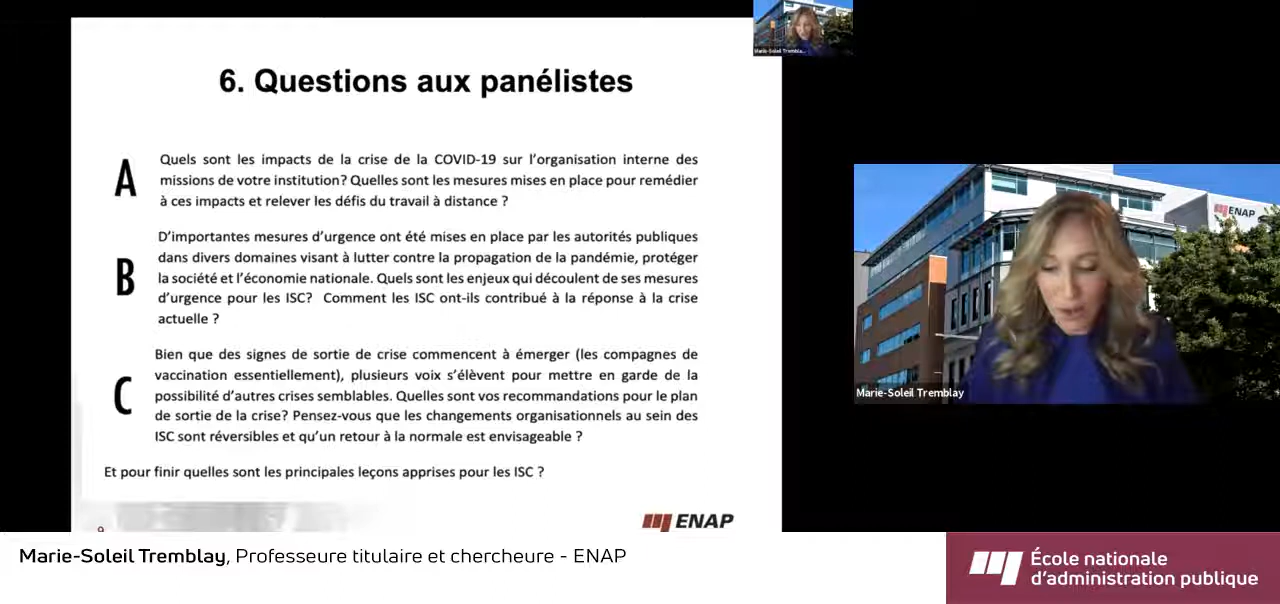 6. Questions aux panélistes
A
Quels sont les impacts de la crise de la COVID-19 sur l'organisation interne des
missions de votre institution? Quelles sont les mesures mises en place pour remédier
à ces impacts et relever les défis du travail à distance ?
B
D'importantes mesures d'urgence ont été mises en place par les autorités publiques
dans divers domaines visant à lutter contre la propagation de la pandémie, protéger
la société et l'économie nationale. Quels sont les enjeux qui découlent de ses mesures
d'urgence pour les ISC? Comment les ISC ont-ils contribué à la réponse à la crise
actuelle ?
C
Bien que des signes de sortie de crise commencent à émerger (les compagnes de
vaccination essentiellement), plusieurs voix s'élèvent pour mettre en garde de la
possibilité d'autres crises semblables. Quelles sont vos recommandations pour le plan
de sortie de la crise? Pensez-vous que les changements organisationnels au sein des
ISC sont réversibles et qu'un retour à la normale est envisageable ?
Et pour finir quelles sont les principales leçons apprises pour les ISC ?
ENAP
Marie-Soleil Trembla...
ENAP
Marie-Soleil Tremblay
Marie-Soleil Tremblay, Professeure titulaire et chercheure - ENAP
École nationale
d'administration publique